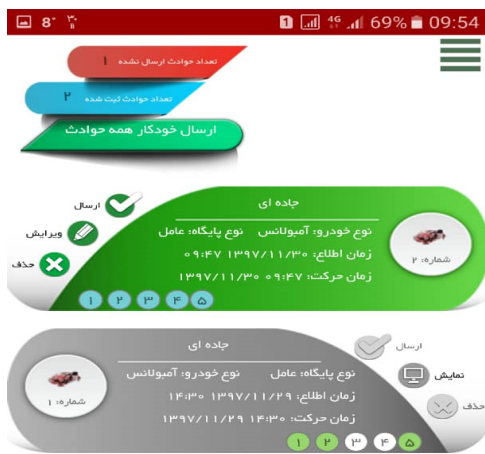 8° ۳۰ 1 4G 69% 09:54
تعداد حوادث ارسال نشده ۱
تعداد حوادث ثبت شده ۲
ارسال خودکار همه حوادث
جاده ای
نوع خودرو: آمبولانس نوع پایگاه: عامل
زمان اطلاع: ۱۳۹۷/۱۱/۳۰ ۰۹:۴۷
زمان حرکت: ۱۳۹۷/۱۱/۳۰ ۰۹:۴۷
شماره: ۲
ارسال
ویرایش
حذف
۱ ۲ ۳ ۴ ۵
جاده ای
نوع پایگاه: عامل نوع خودرو: آمبولانس
زمان اطلاع: ۱۳۹۷/۱۱/۲۹ ۱۴:۳۰
زمان حرکت: ۱۳۹۷/۱۱/۲۹ ۱۴:۳۰
شماره: ۱
ارسال
نمایش
حذف
۱ ۲ ۳ ۴ ۵